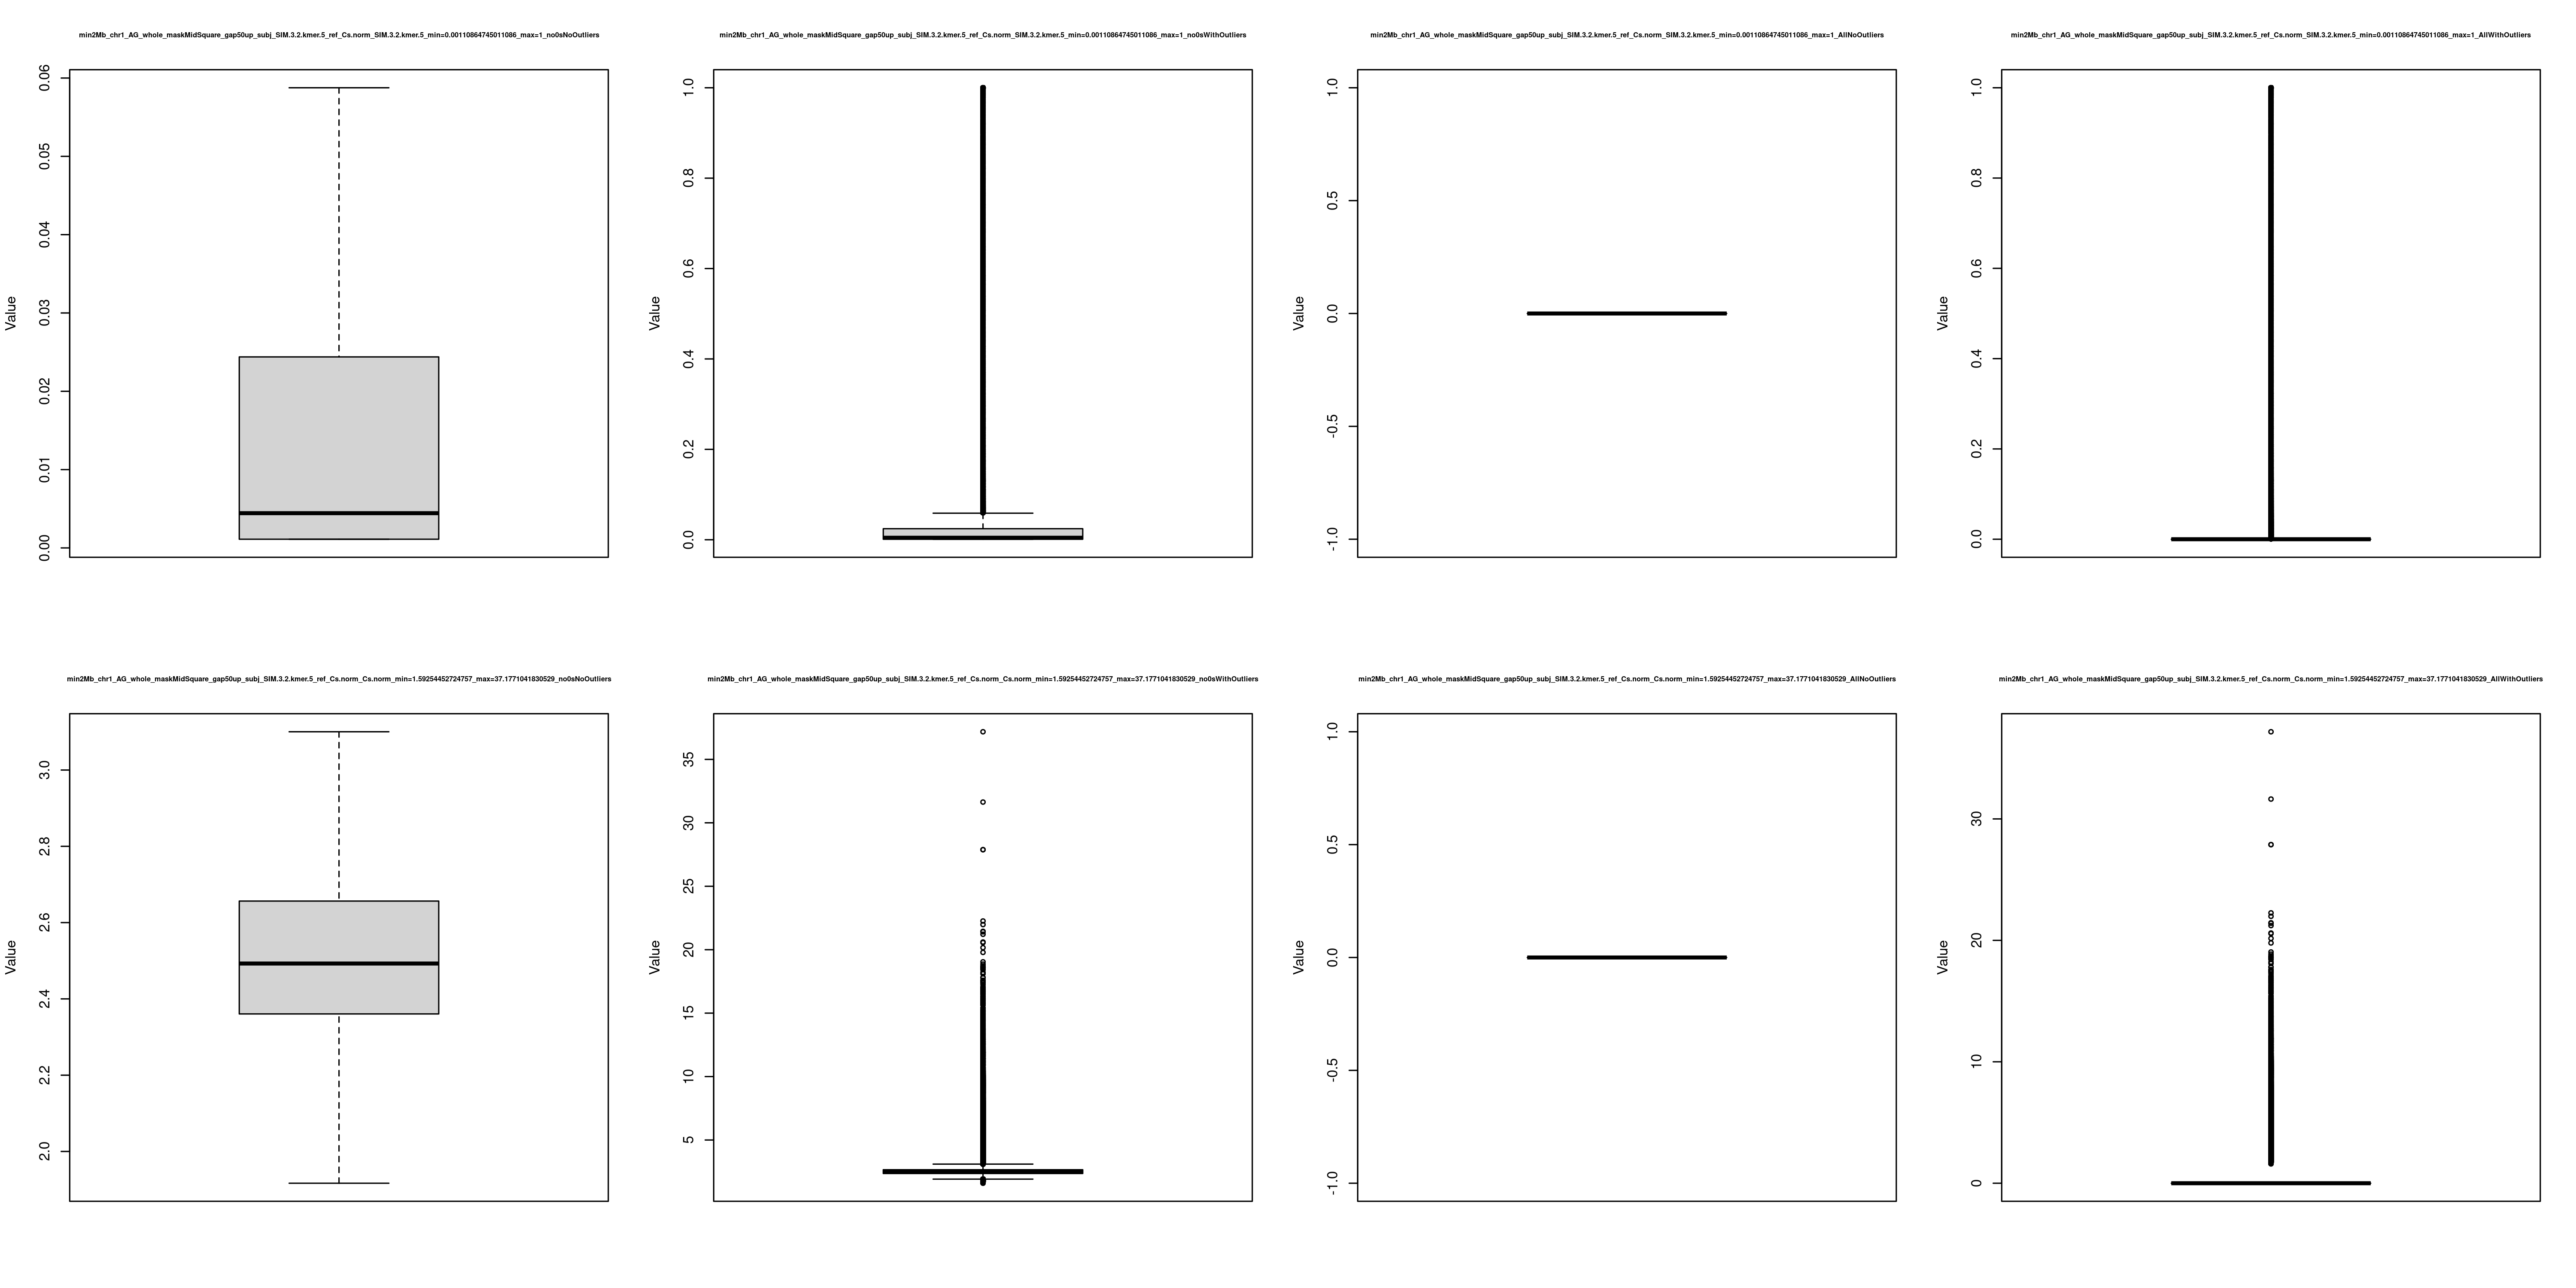 min2Mb_chr1_AG_whole_maskMidSquare_gap50up_subj_SIM.3.2.kmer.5_ref_Cs.norm_SIM.3.2.kmer.5_min=0.00110864745011086_max=1_no0sNoOutliers
Value
0.06
0.05
0.04
0.03
0.02
0.01
0.00
min2Mb_chr1_AG_whole_maskMidSquare_gap50up_subj_SIM.3.2.kmer.5_ref_Cs.norm_SIM.3.2.kmer.5_min=0.00110864745011086_max=1_no0sWithOutliers
Value
1.0
0.8
0.6
0.4
0.2
0.0
min2Mb_chr1_AG_whole_maskMidSquare_gap50up_subj_SIM.3.2.kmer.5_ref_Cs.norm_SIM.3.2.kmer.5_min=0.00110864745011086_max=1_AllNoOutliers
Value
1.0
0.5
0.0
-0.5
-1.0
min2Mb_chr1_AG_whole_maskMidSquare_gap50up_subj_SIM.3.2.kmer.5_ref_Cs.norm_SIM.3.2.kmer.5_min=0.00110864745011086_max=1_AllWithOutliers
Value
1.0
0.8
0.6
0.4
0.2
0.0
min2Mb_chr1_AG_whole_maskMidSquare_gap50up_subj_SIM.3.2.kmer.5_ref_Cs.norm_Cs.norm_min=1.59254452724757_max=37.1771041830529_no0sNoOutliers
Value
3.0
2.8
2.6
2.4
2.2
2.0
min2Mb_chr1_AG_whole_maskMidSquare_gap50up_subj_SIM.3.2.kmer.5_ref_Cs.norm_Cs.norm_min=1.59254452724757_max=37.1771041830529_no0sWithOutliers
Value
35
30
25
20
15
10
5
min2Mb_chr1_AG_whole_maskMidSquare_gap50up_subj_SIM.3.2.kmer.5_ref_Cs.norm_Cs.norm_min=1.59254452724757_max=37.1771041830529_AllNoOutliers
Value
1.0
0.5
0.0
-0.5
-1.0
min2Mb_chr1_AG_whole_maskMidSquare_gap50up_subj_SIM.3.2.kmer.5_ref_Cs.norm_Cs.norm_min=1.59254452724757_max=37.1771041830529_AllWithOutliers
Value
30
20
10
0